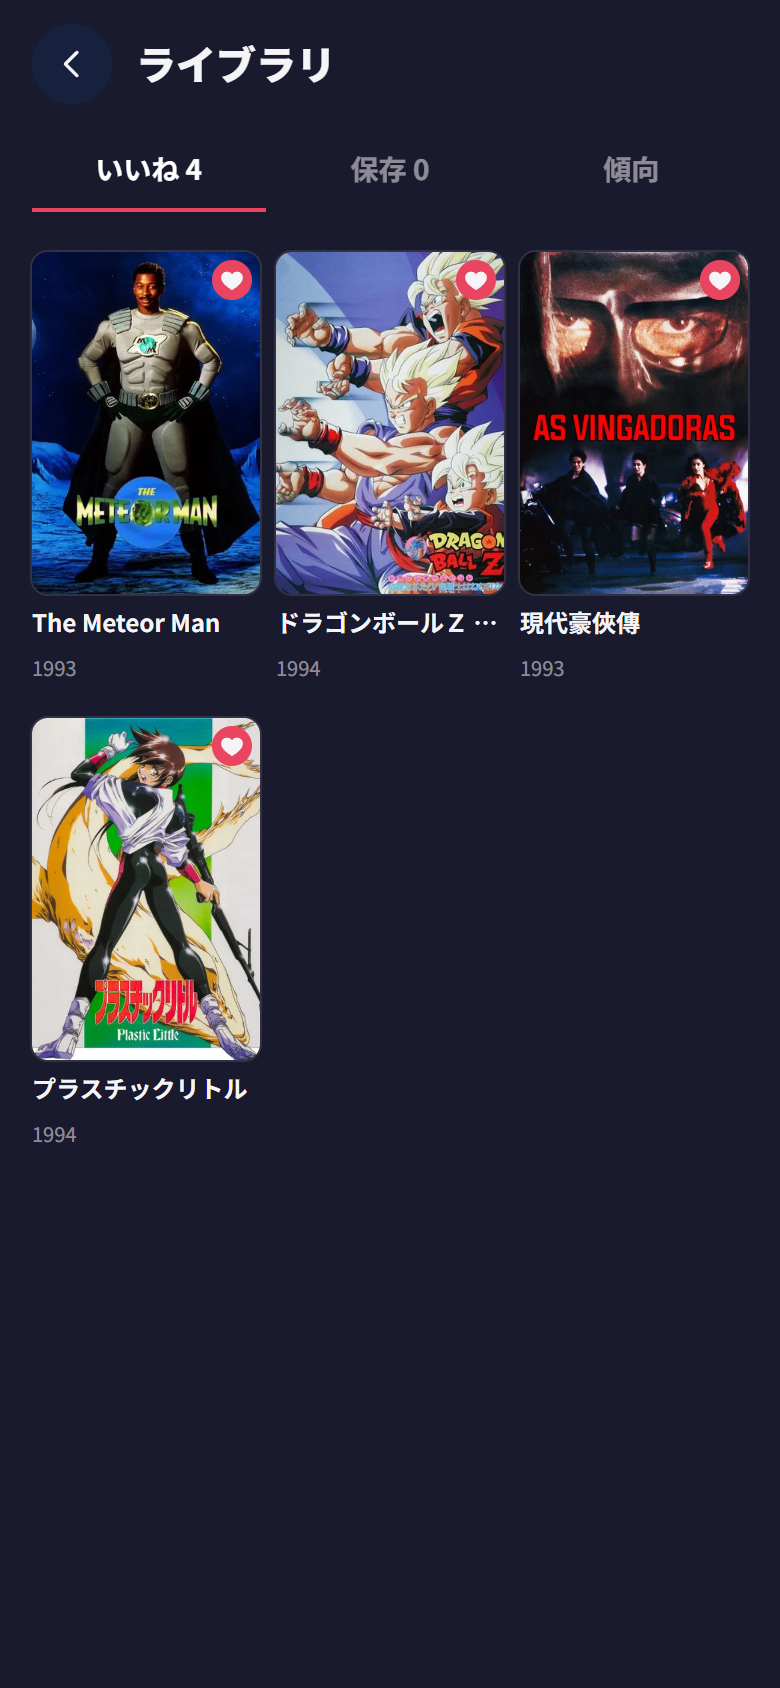 ライブラリ
いいね 4
保存 0
傾向
THE
METEOR MAN
DRAGON
BALL Z
AS VINGADORAS
The Meteor Man
ドラゴンボールZ …
現代豪俠傳
1993
1994
1993
プラスチックリトル
Plastic Little
プラスチックリトル
1994